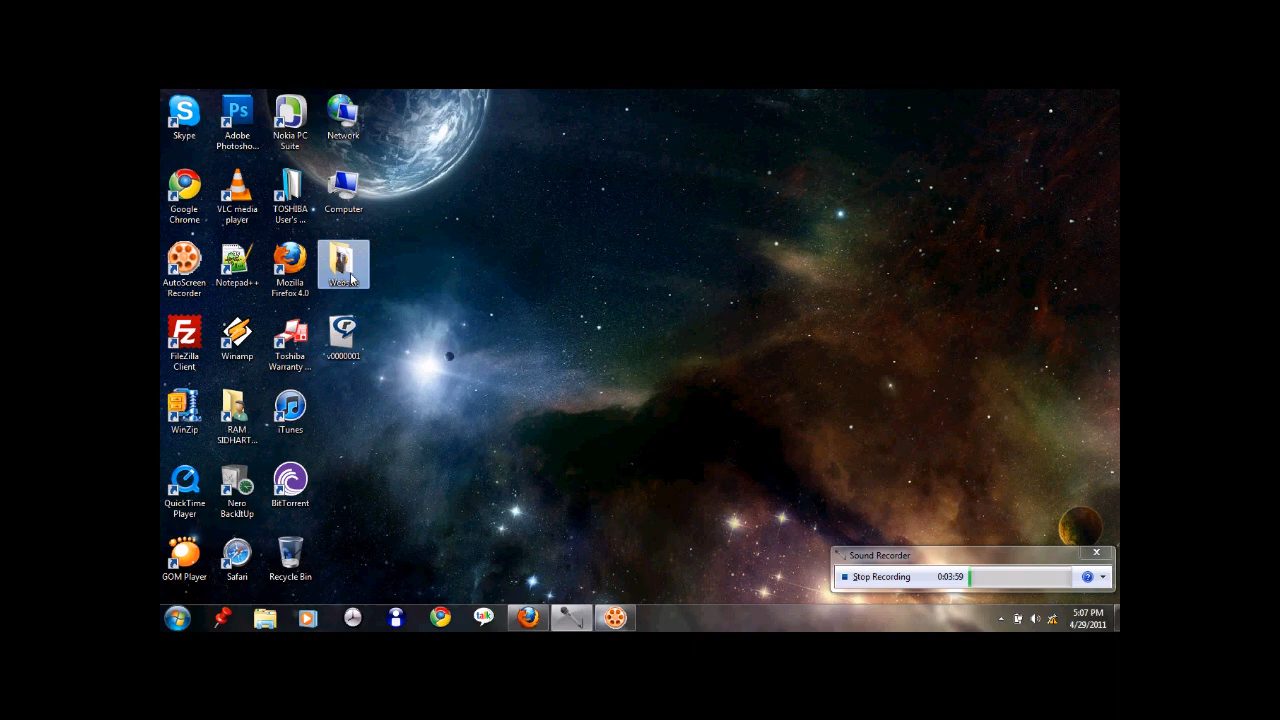 Skype
Adobe
Photosho...
Nokia PC
Suite
Network
Google
Chrome
VLC media
player
TOSHIBA
User's ...
Computer
AutoScreen
Recorder
Notepad++
Mozilla
Firefox 4.0
FileZilla
Client
Winamp
Toshiba
Warranty ...
v0000001
WinZip
RAM
SIDHART...
iTunes
QuickTime
Player
Nero
BackItUp
BitTorrent
GOM Player
Safari
Recycle Bin
Sound Recorder
Stop Recording
0:03:59
talk
5:07 PM
4/29/2011